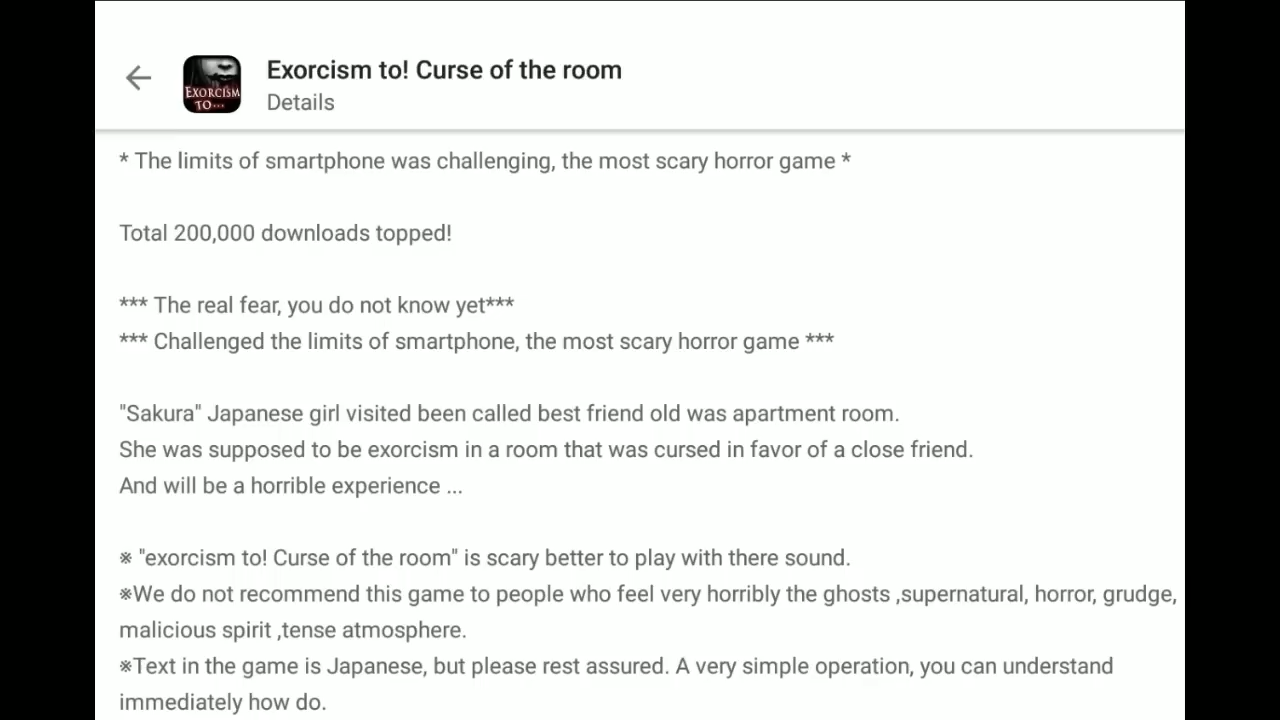 Exorcism to! Curse of the room
EXORCISM
TO...
Details
* The limits of smartphone was challenging, the most scary horror game *
Total 200,000 downloads topped!
*** The real fear, you do not know yet***
*** Challenged the limits of smartphone, the most scary horror game ***
"Sakura" Japanese girl visited been called best friend old was apartment room.
She was supposed to be exorcism in a room that was cursed in favor of a close friend.
And will be a horrible experience ...
※ "exorcism to! Curse of the room" is scary better to play with there sound.
※We do not recommend this game to people who feel very horribly the ghosts ,supernatural, horror, grudge,
malicious spirit ,tense atmosphere.
※Text in the game is Japanese, but please rest assured. A very simple operation, you can understand
immediately how do.